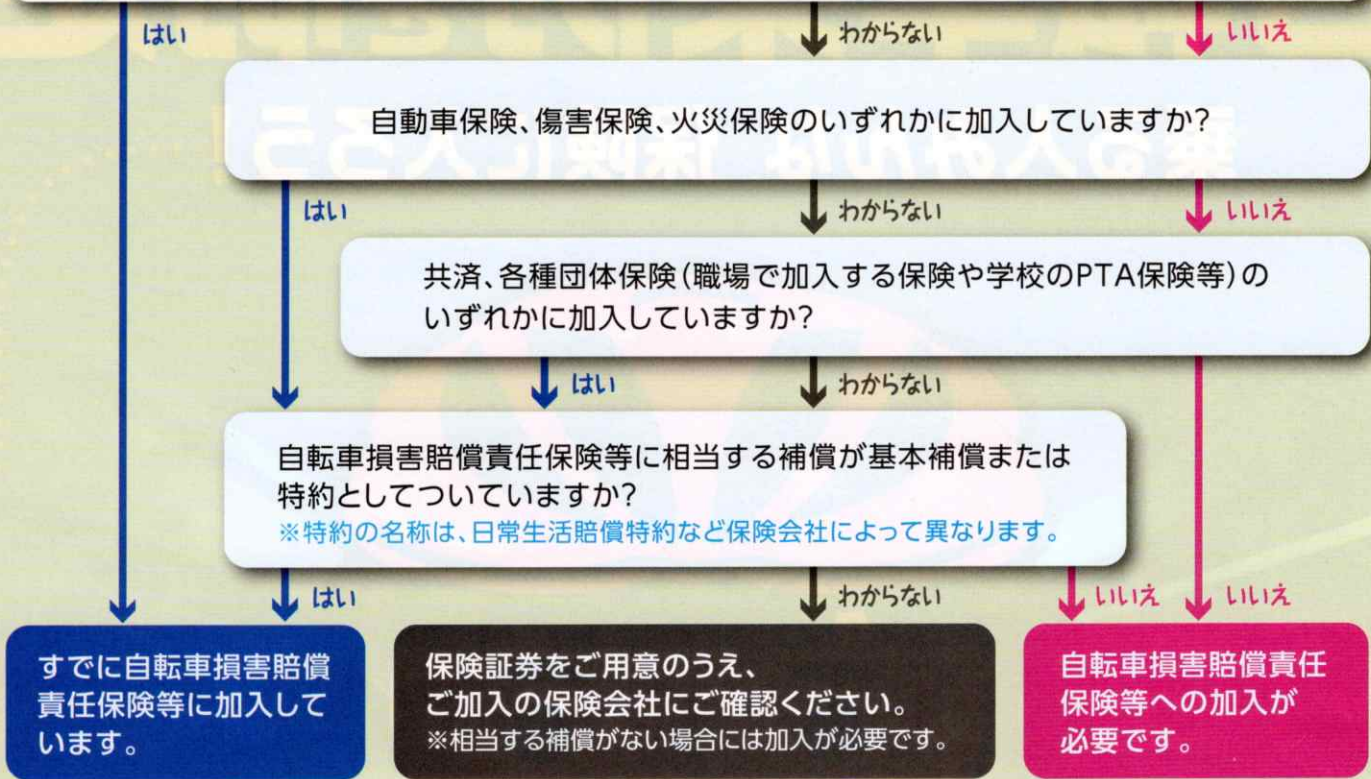 はい
わからない
いいえ
自動車保険、傷害保険、火災保険のいずれかに加入していますか?
はい
わからない
いいえ
共済、各種団体保険(職場で加入する保険や学校のPTA保険等)の
いずれかに加入していますか?
はい
わからない
自転車損害賠償責任保険等に相当する補償が基本補償または
特約としてついていますか?
※特約の名称は、日常生活賠償特約など保険会社によって異なります。
はい
わからない
いいえ
いいえ
すでに自転車損害賠償
責任保険等に加入して
います。
保険証券をご用意のうえ、
ご加入の保険会社にご確認ください。
※相当する補償がない場合には加入が必要です。
自転車損害賠償責任
保険等への加入が
必要です。